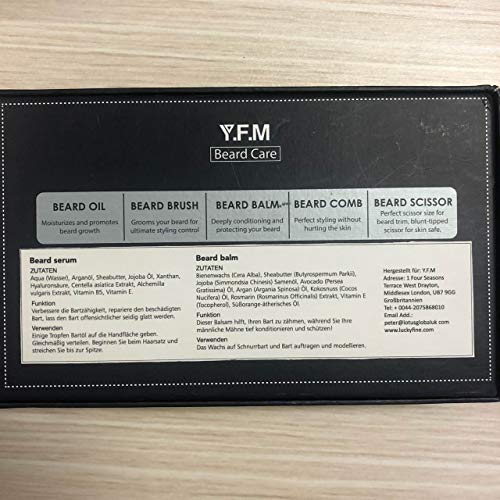 Y.F.M
Beard Care
BEARD OIL
Moisturizes and promotes
beard growth
BEARD BRUSH
Grooms your beard for
ultimate styling control
BEARD BALM
Deeply conditioning and
protecting your beard
BEARD COMB
Perfect styling without
hurting the skin
BEARD SCISSOR
Perfect scissor size for
beard trim, blunt-tipped
scissor for skin safe.
Beard serum
ZUTATEN
Aqua (Wasser), Arganöl, Sheabutter, Jojoba Öl, Xanthan,
Hyaluronsäure, Centella asiatica Extrakt, Alchemilla
vulgaris Extrakt, Vitamin B5, Vitamin E.
Funktion
Verbessere die Bartzähigkeit, repariere den beschädigten
Bart, lass den Bart offensichtlicher seidig glatt werden.
Verwenden
Einige Tropfen Bartöl auf die Handfläche geben.
Gleichmäßig verteilen. Beginnen Sie beim Haarsatz und
streichen Sie bis zur Spitze.
Beard balm
ZUTATEN
Bienenwachs (Cera Alba), Sheabutter (Butyrospermum Parkii),
Jojoba (Simmondsia Chinesis) Samenöl, Avocado (Persea
Gratissima) Öl, Argan (Argania Spinosa) Öl, Kokosnuss (Cocos
Nucifera) Öl, Rosmarin (Rosmarinus Officinalis) Extrakt, Vitamin E
(Tocopherol), Süßorange-ätherisches Öl.
Funktion
Dieser Balsam hilft, Ihren Bart zu zähmen, während Sie Ihre
männliche Mähne tief konditionieren und schützen!
Verwenden
Das Wachs auf Schnurrbart und Bart auftragen und modellieren.
Hergestellt für: Y.F.M
Adresse: 1 Four Seasons
Terrace West Drayton,
Middlesex London, UB7 9GG
Großbritannien
Tel: + 0044-2075868010
Email Add.:
peter@lotusglobaluk.com
www.luckyfine.com